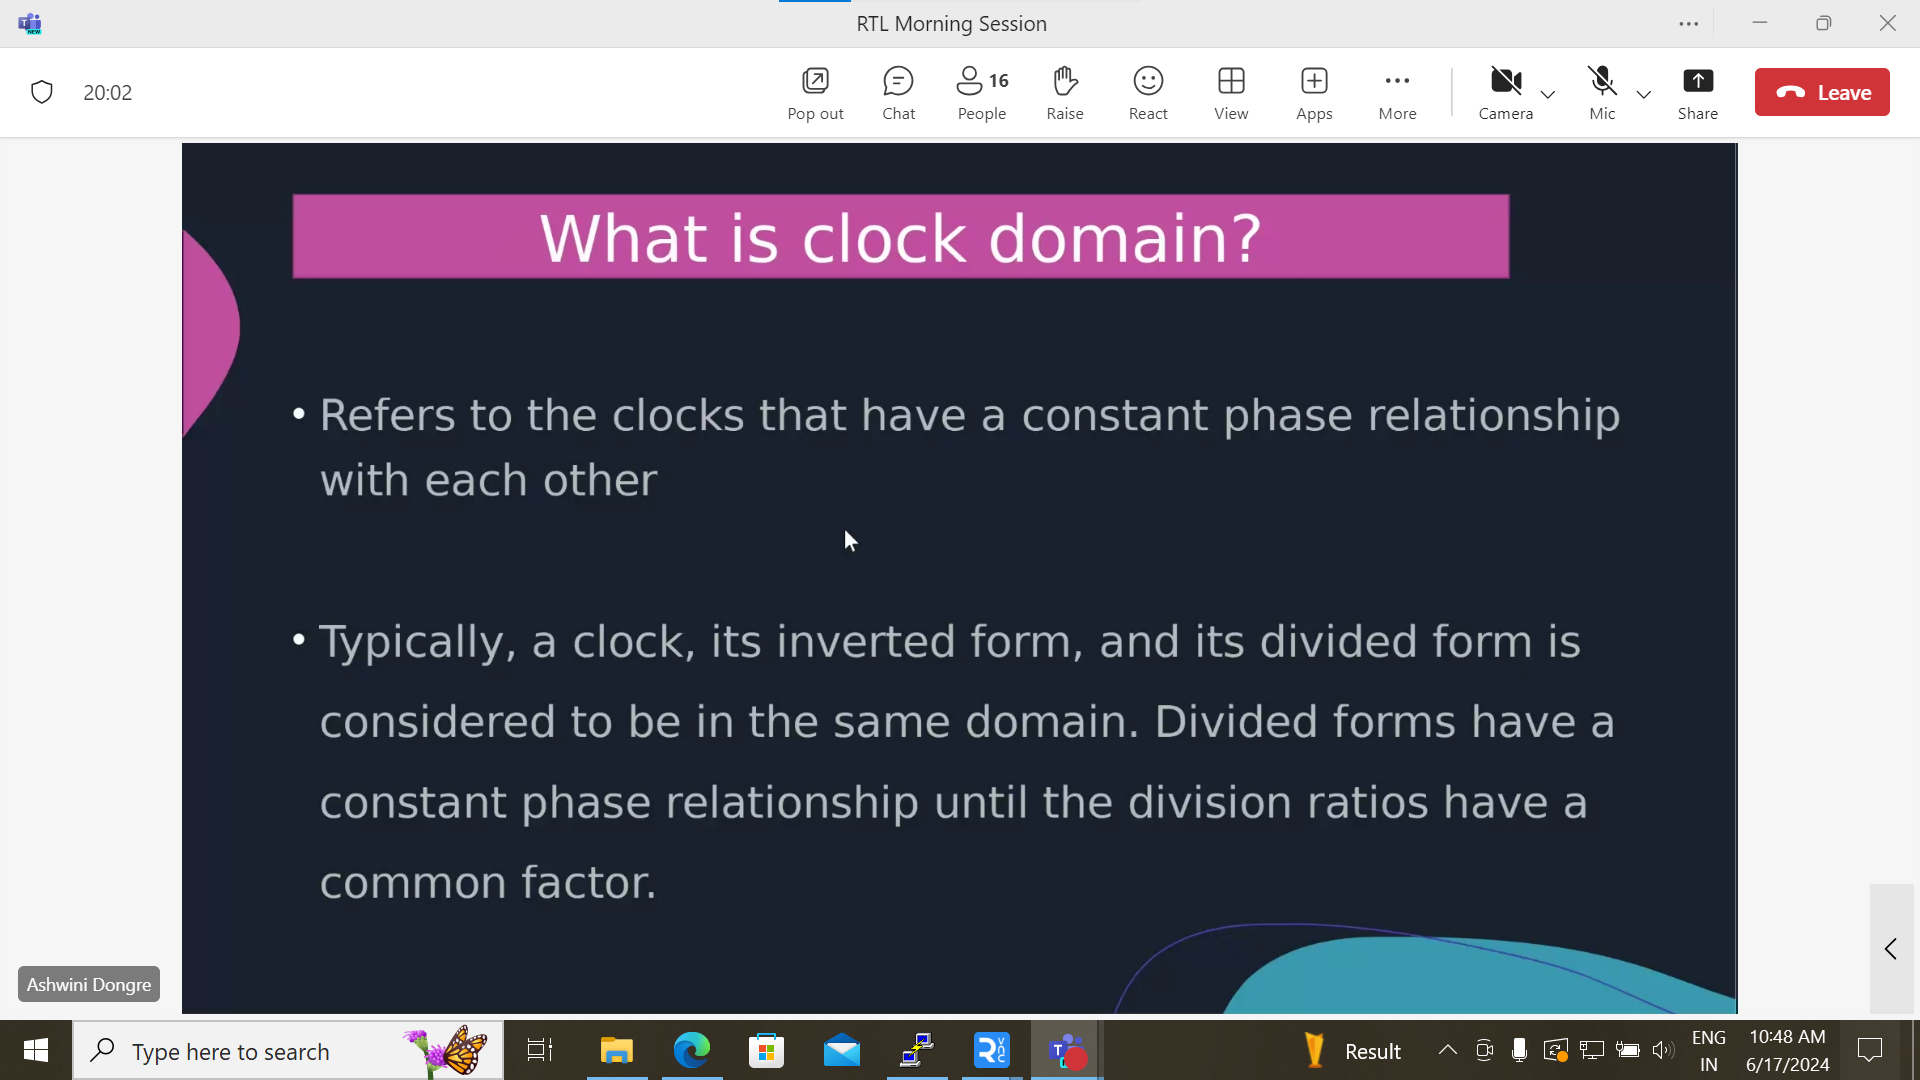 RTL Morning Session
NEW
20:02
Pop out
Chat
16
People
Raise
React
View
Apps
More
Camera
Mic
Share
Leave
What is clock domain?
• Refers to the clocks that have a constant phase relationship
with each other
• Typically, a clock, its inverted form, and its divided form is
considered to be in the same domain. Divided forms have a
constant phase relationship until the division ratios have a
common factor.
Ashwini Dongre
Type here to search
Result
ENG
IN
10:48 AM
6/17/2024